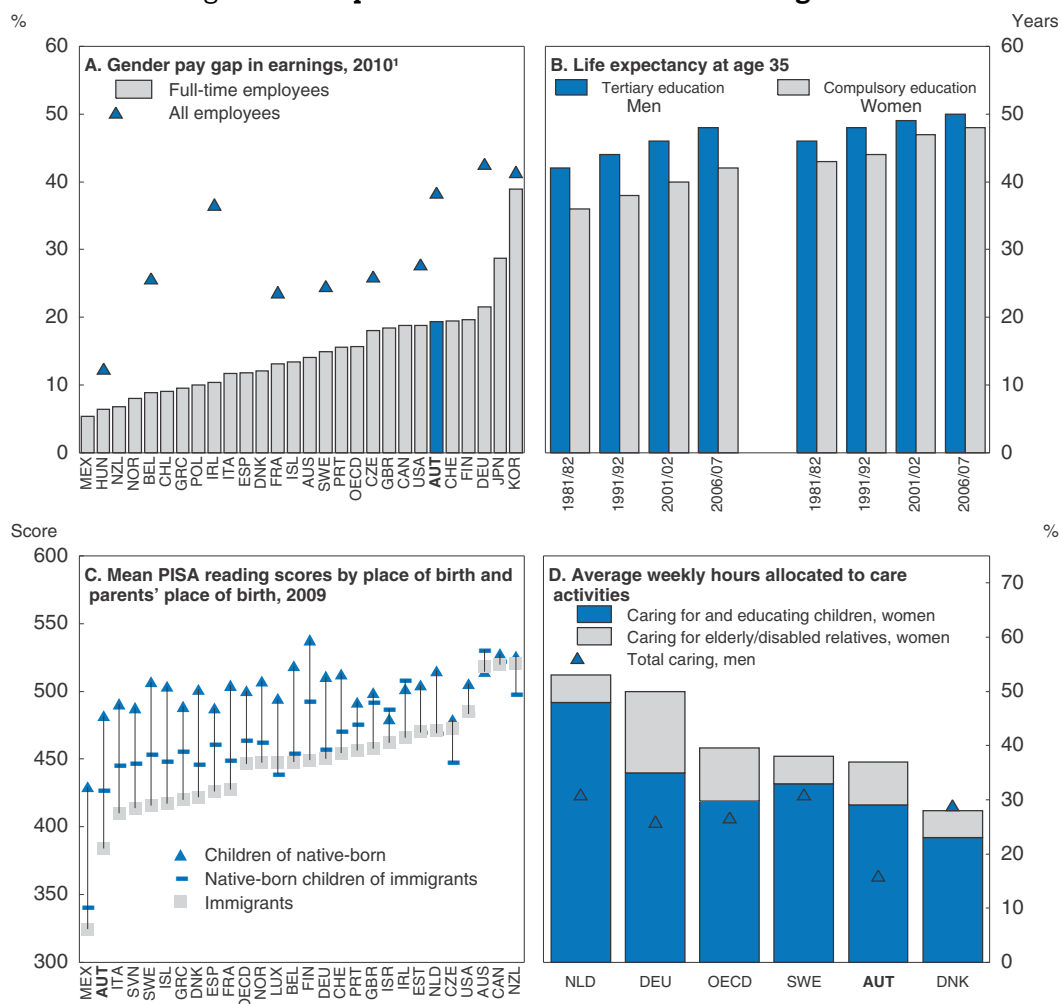 %
Years
A. Gender pay gap in earnings, 2010¹
Full-time employees
All employees
60
50
40
30
20
10
0
MEX
HUN
NZL
NOR
BEL
CHL
GRC
POL
IRL
ITA
ESP
DNK
FRA
ISL
AUS
SWE
PRT
OECD
CZE
GBR
CAN
USA
AUT
CHE
FIN
DEU
JPN
KOR
B. Life expectancy at age 35
Tertiary education
Compulsory education
Men
Women
60
50
40
30
20
10
0
1981/82
1991/92
2001/02
2006/07
1981/82
1991/92
2001/02
2006/07
Score
%
C. Mean PISA reading scores by place of birth and
parents’ place of birth, 2009
600
550
500
450
400
350
300
Children of native-born
Native-born children of immigrants
Immigrants
MEX
AUT
ITA
SVN
SWE
ISL
GRC
DNK
ESP
FRA
OECD
NOR
LUX
BEL
FIN
DEU
CHE
PRT
GBR
ISR
IRL
EST
NLD
CZE
USA
AUS
CAN
NZL
D. Average weekly hours allocated to care
activities
Caring for and educating children, women
Caring for elderly/disabled relatives, women
Total caring, men
70
60
50
40
30
20
10
0
NLD
DEU
OECD
SWE
AUT
DNK